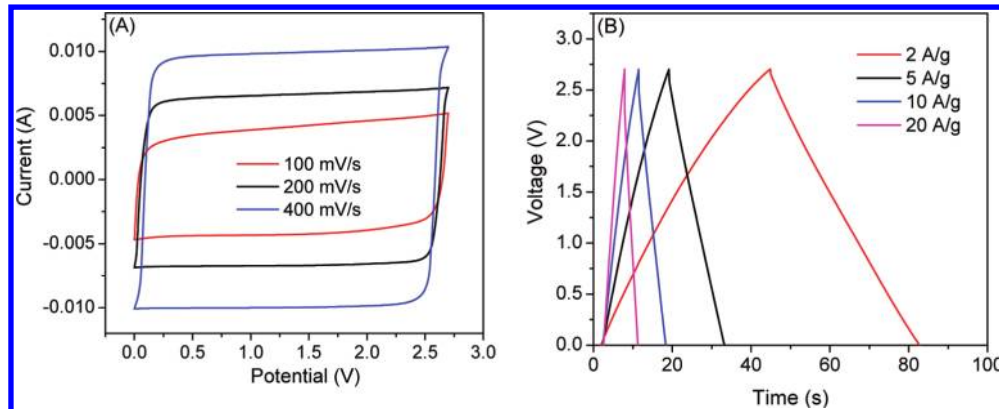 (A)
0.010
0.005
0.000
-0.005
-0.010
Current (A)
100 mV/s
200 mV/s
400 mV/s
0.0 0.5 1.0 1.5 2.0 2.5 3.0
Potential (V)
(B)
3.0
2.5
2.0
1.5
1.0
0.5
0.0
Voltage (V)
2 A/g
5 A/g
10 A/g
20 A/g
0 20 40 60 80 100
Time (s)